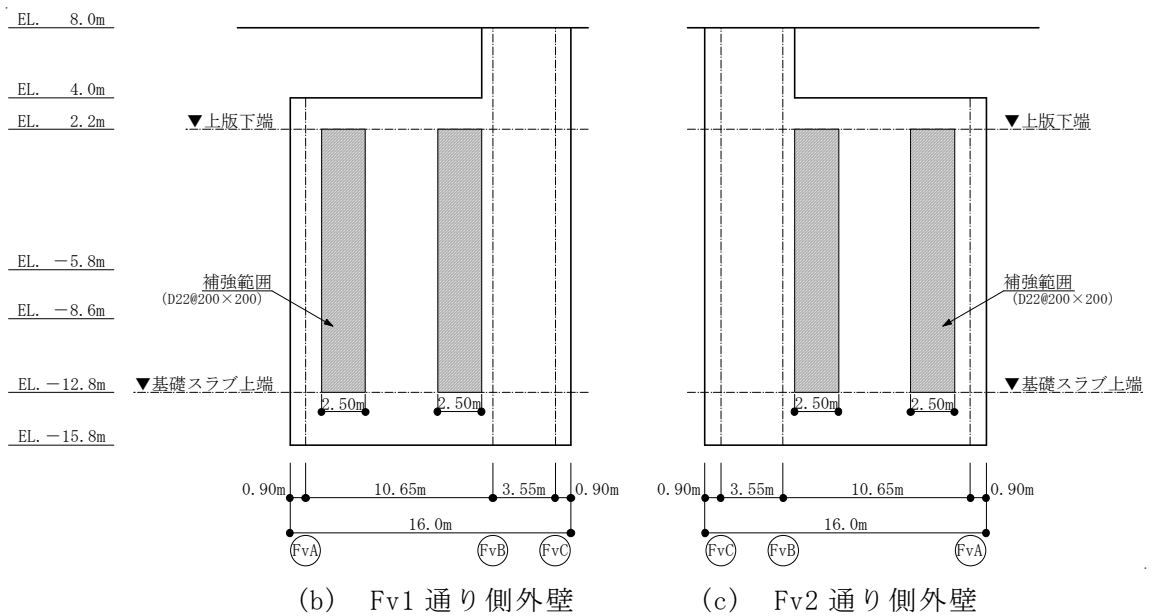 EL. 8.0m
EL. 4.0m
EL. 2.2m
EL. －5.8m
EL. －8.6m
EL.－12.8m
EL.－15.8m
▼上版下端
補強範囲
(D22@200×200)
▼基礎スラブ上端
2.50m 2.50m
0.90m 10.65m 3.55m 0.90m
16.0m
FvA FvB FvC
(b) Fv1 通り側外壁
▼上版下端
補強範囲
(D22@200×200)
▼基礎スラブ上端
2.50m 2.50m
0.90m 3.55m 10.65m 0.90m
16.0m
FvC FvB FvA
(c) Fv2 通り側外壁